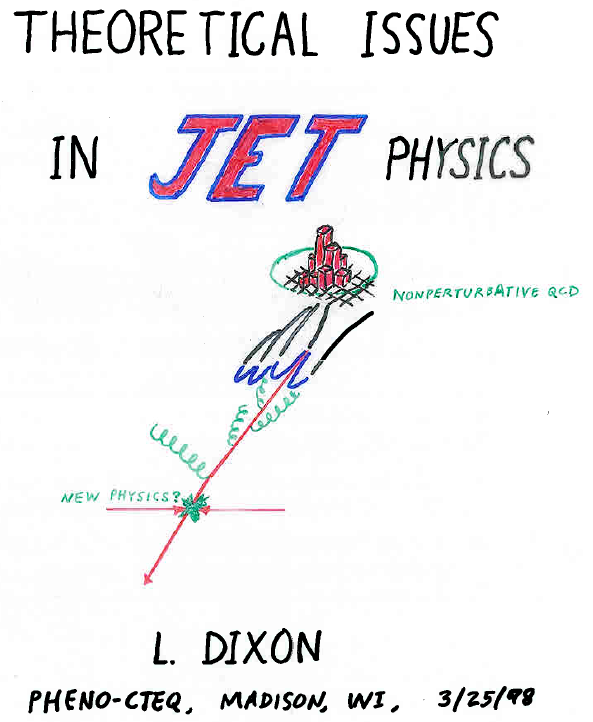 THEORETICAL ISSUES
IN JET PHYSICS
NONPERTURBATIVE QCD
NEW PHYSICS?
L. DIXON
PHENO-CTEQ, MADISON, WI, 3/25/98